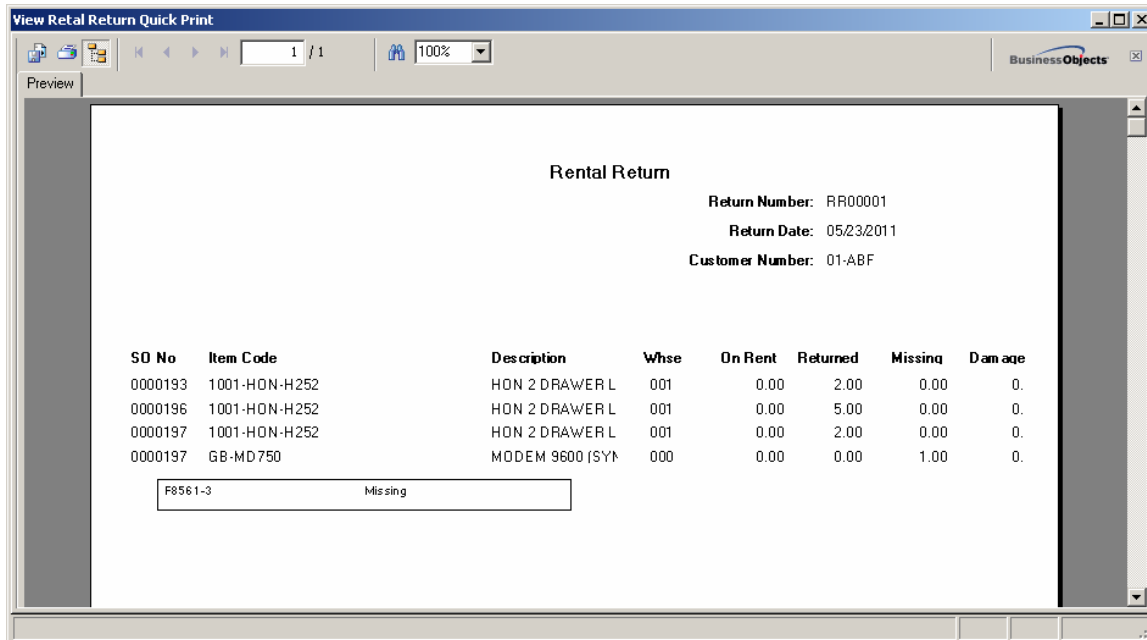 View Retal Return Quick Print
1 / 1 100% BusinessObjects
Preview
Rental Return
Return Number: RR00001
Return Date: 05/23/2011
Customer Number: 01-ABF
SO No Item Code Description Whse On Rent Returned Missing Damage
0000193 1001-HON-H252 HON 2 DRAWER L 001 0.00 2.00 0.00 0.
0000196 1001-HON-H252 HON 2 DRAWER L 001 0.00 5.00 0.00 0.
0000197 1001-HON-H252 HON 2 DRAWER L 001 0.00 2.00 0.00 0.
0000197 GB-MD750 MODEM 9600 (SYN 000 0.00 0.00 1.00 0.
F8561-3 Missing